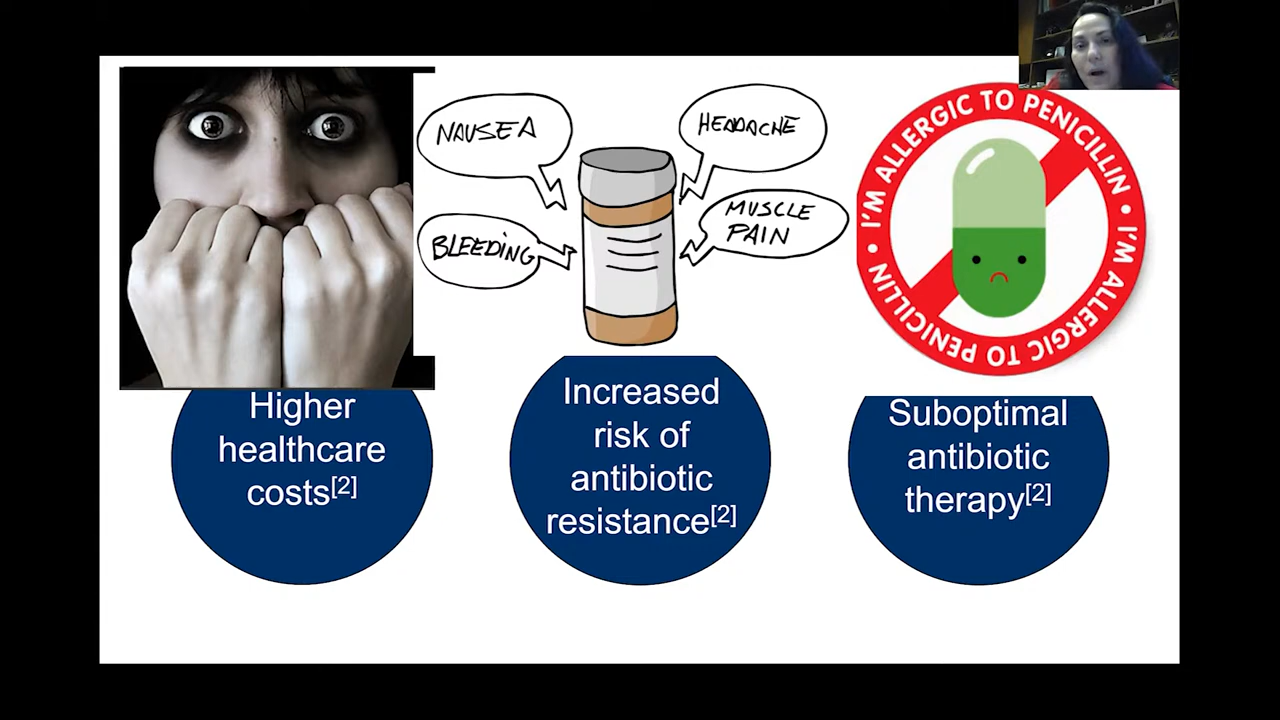 NAUSEA
HEADACHE
BLEEDiNG
MUSCLE
PAIN
I'M ALLERGIC TO PENICILLIN • I'M ALLERGIC TO PENICILLIN •
Higher
healthcare
costs[2]
Increased
risk of
antibiotic
resistance[2]
Suboptimal
antibiotic
therapy[2]